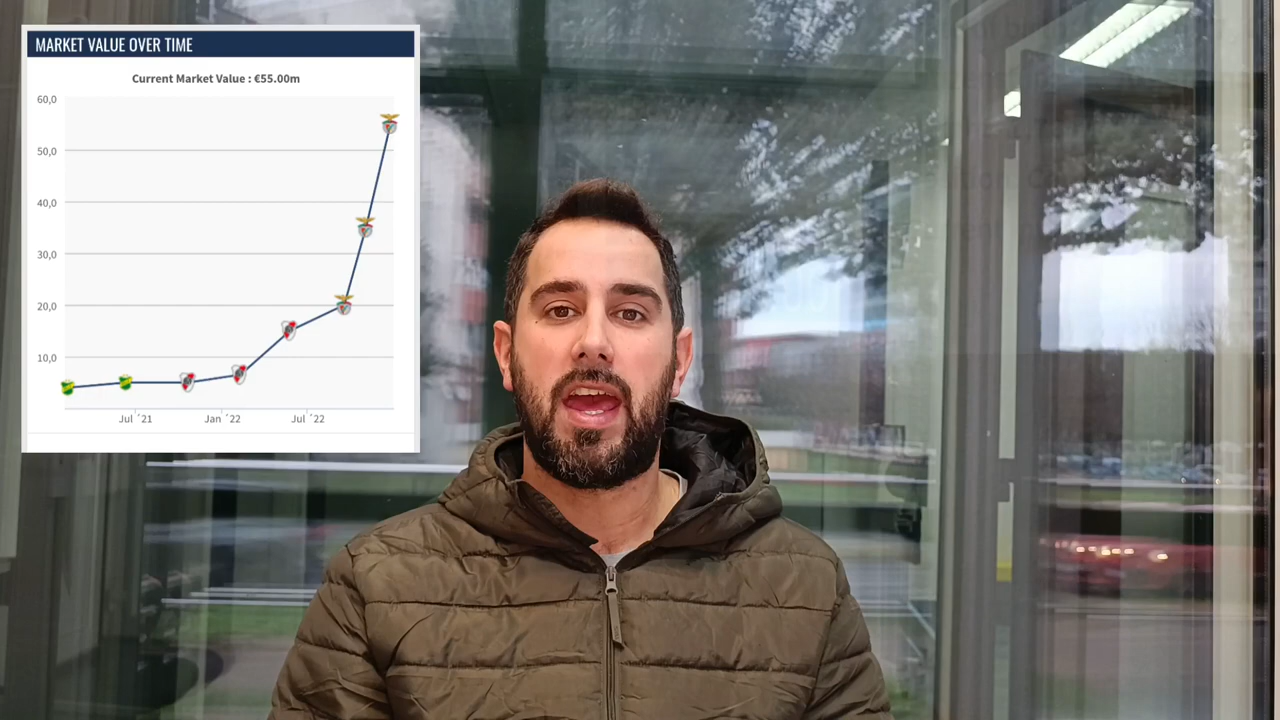 MARKET VALUE OVER TIME
Current Market Value : €55.00m
60,0
50,0
40,0
30,0
20,0
10,0
Jul ´21
Jan ´22
Jul ´22